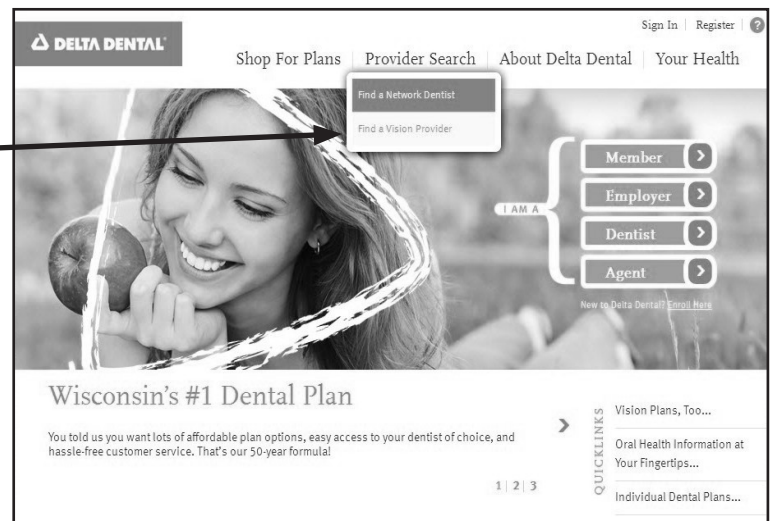 Sign In | Register | ?
DELTA DENTAL®
Shop For Plans | Provider Search | About Delta Dental | Your Health
Find a Network Dentist
Find a Vision Provider
I AM A
Member
Employer
Dentist
Agent
New to Delta Dental? Enroll Here
Wisconsin's #1 Dental Plan
You told us you want lots of affordable plan options, easy access to your dentist of choice, and
hassle-free customer service. That's our 50-year formula!
1 | 2 | 3
QUICKLINKS
Vision Plans, Too...
Oral Health Information at
Your Fingertips...
Individual Dental Plans...